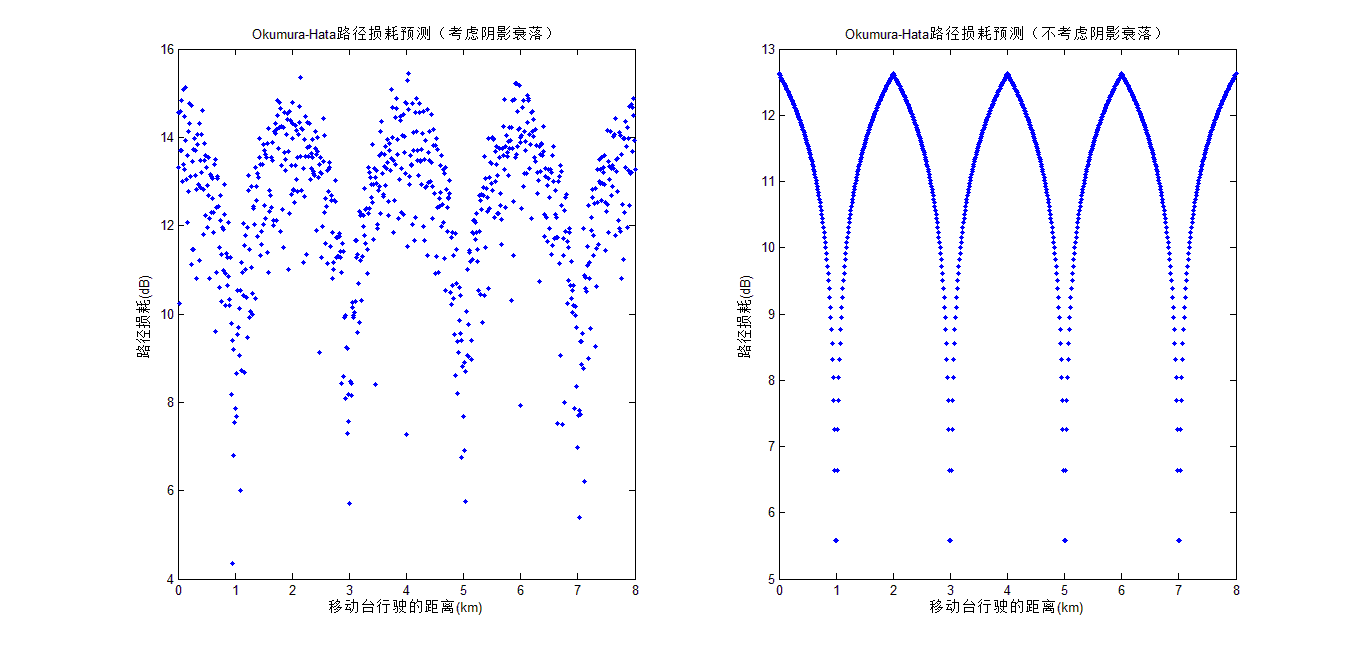 Okumura-Hata路径损耗预测（考虑阴影衰落）
16
14
12
10
8
6
4
路径损耗(dB)
0 1 2 3 4 5 6 7 8
移动台行驶的距离(km)
Okumura-Hata路径损耗预测（不考虑阴影衰落）
13
12
11
10
9
8
7
6
5
路径损耗(dB)
0 1 2 3 4 5 6 7 8
移动台行驶的距离(km)